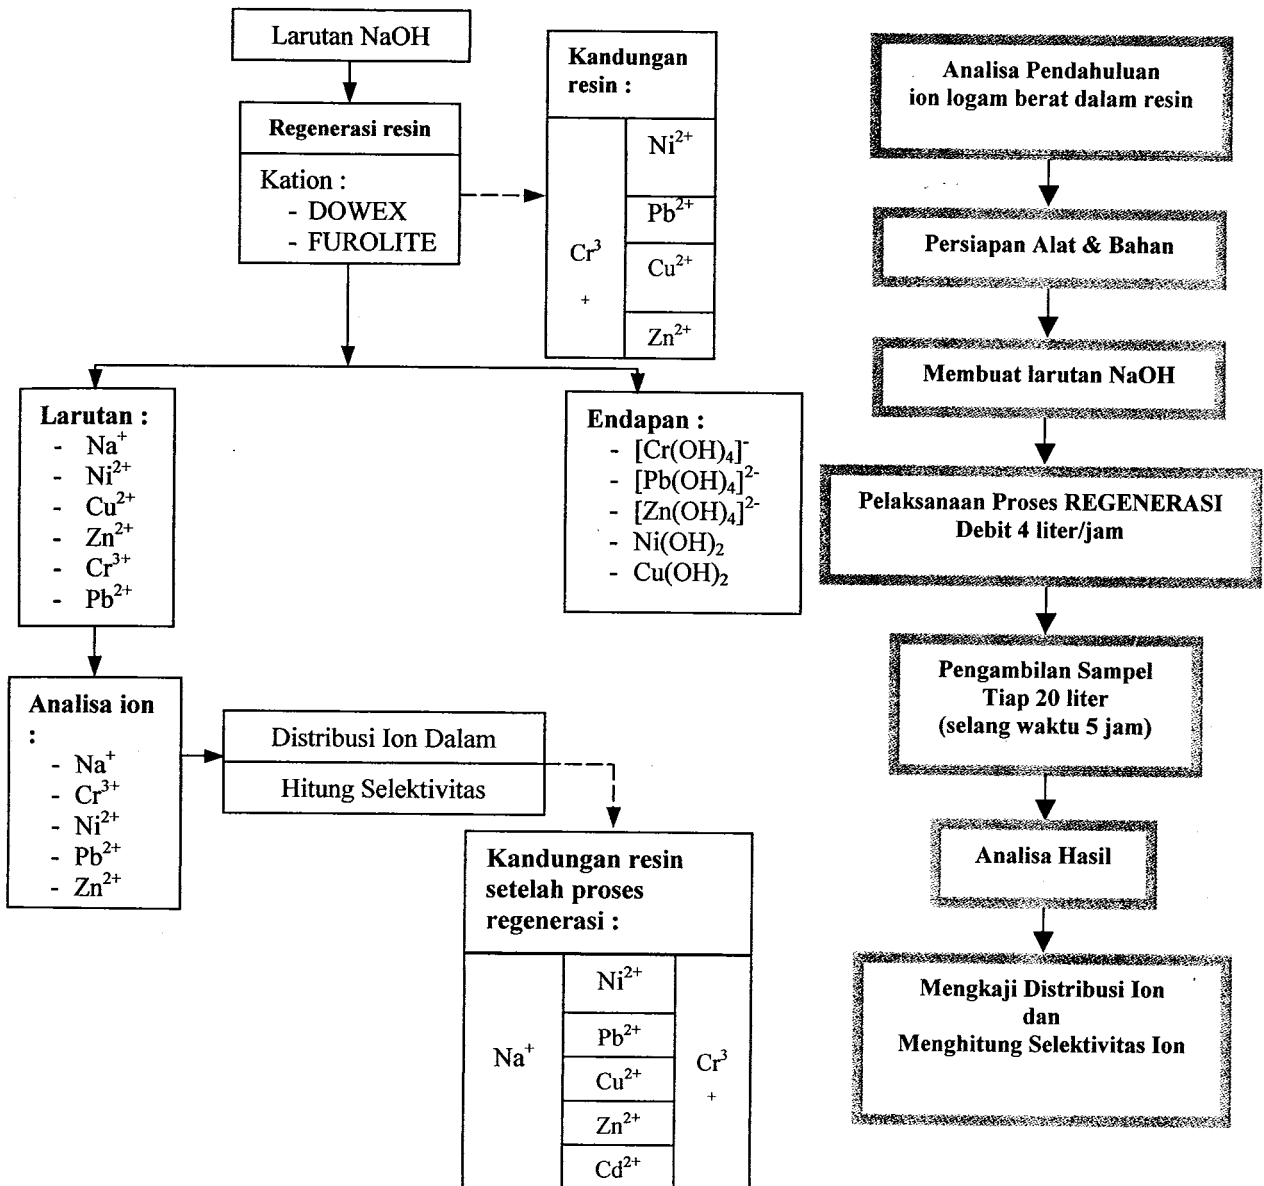 Larutan NaOH
Regenerasi resin
Kation :
- DOWEX
- FUROLITE
Kandungan
resin :
Cr³
+
Ni²⁺
Pb²⁺
Cu²⁺
Zn²⁺
Larutan :
- Na⁺
- Ni²⁺
- Cu²⁺
- Zn²⁺
- Cr³⁺
- Pb²⁺
Endapan :
- [Cr(OH)₄]⁻
- [Pb(OH)₄]²⁻
- [Zn(OH)₄]²⁻
- Ni(OH)₂
- Cu(OH)₂
Analisa ion
:
- Na⁺
- Cr³⁺
- Ni²⁺
- Pb²⁺
- Zn²⁺
Distribusi Ion Dalam
Hitung Selektivitas
Kandungan resin
setelah proses
regenerasi :
Na⁺
Ni²⁺
Pb²⁺
Cu²⁺
Zn²⁺
Cd²⁺
Cr³
+
Analisa Pendahuluan
ion logam berat dalam resin
Persiapan Alat & Bahan
Membuat larutan NaOH
Pelaksanaan Proses REGENERASI
Debit 4 liter/jam
Pengambilan Sampel
Tiap 20 liter
(selang waktu 5 jam)
Analisa Hasil
Mengkaji Distribusi Ion
dan
Menghitung Selektivitas Ion